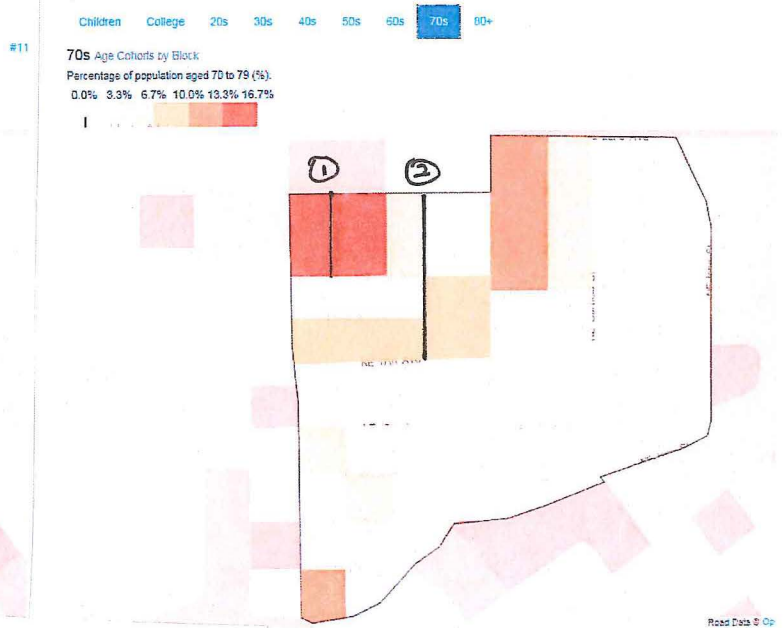 Children College 20s 30s 40s 50s 60s 70s 80+
#11
70s Age Cohorts by Block
Percentage of population aged 70 to 79 (%).
0.0% 3.3% 6.7% 10.0% 13.3% 16.7%
1 2
Road Data ©